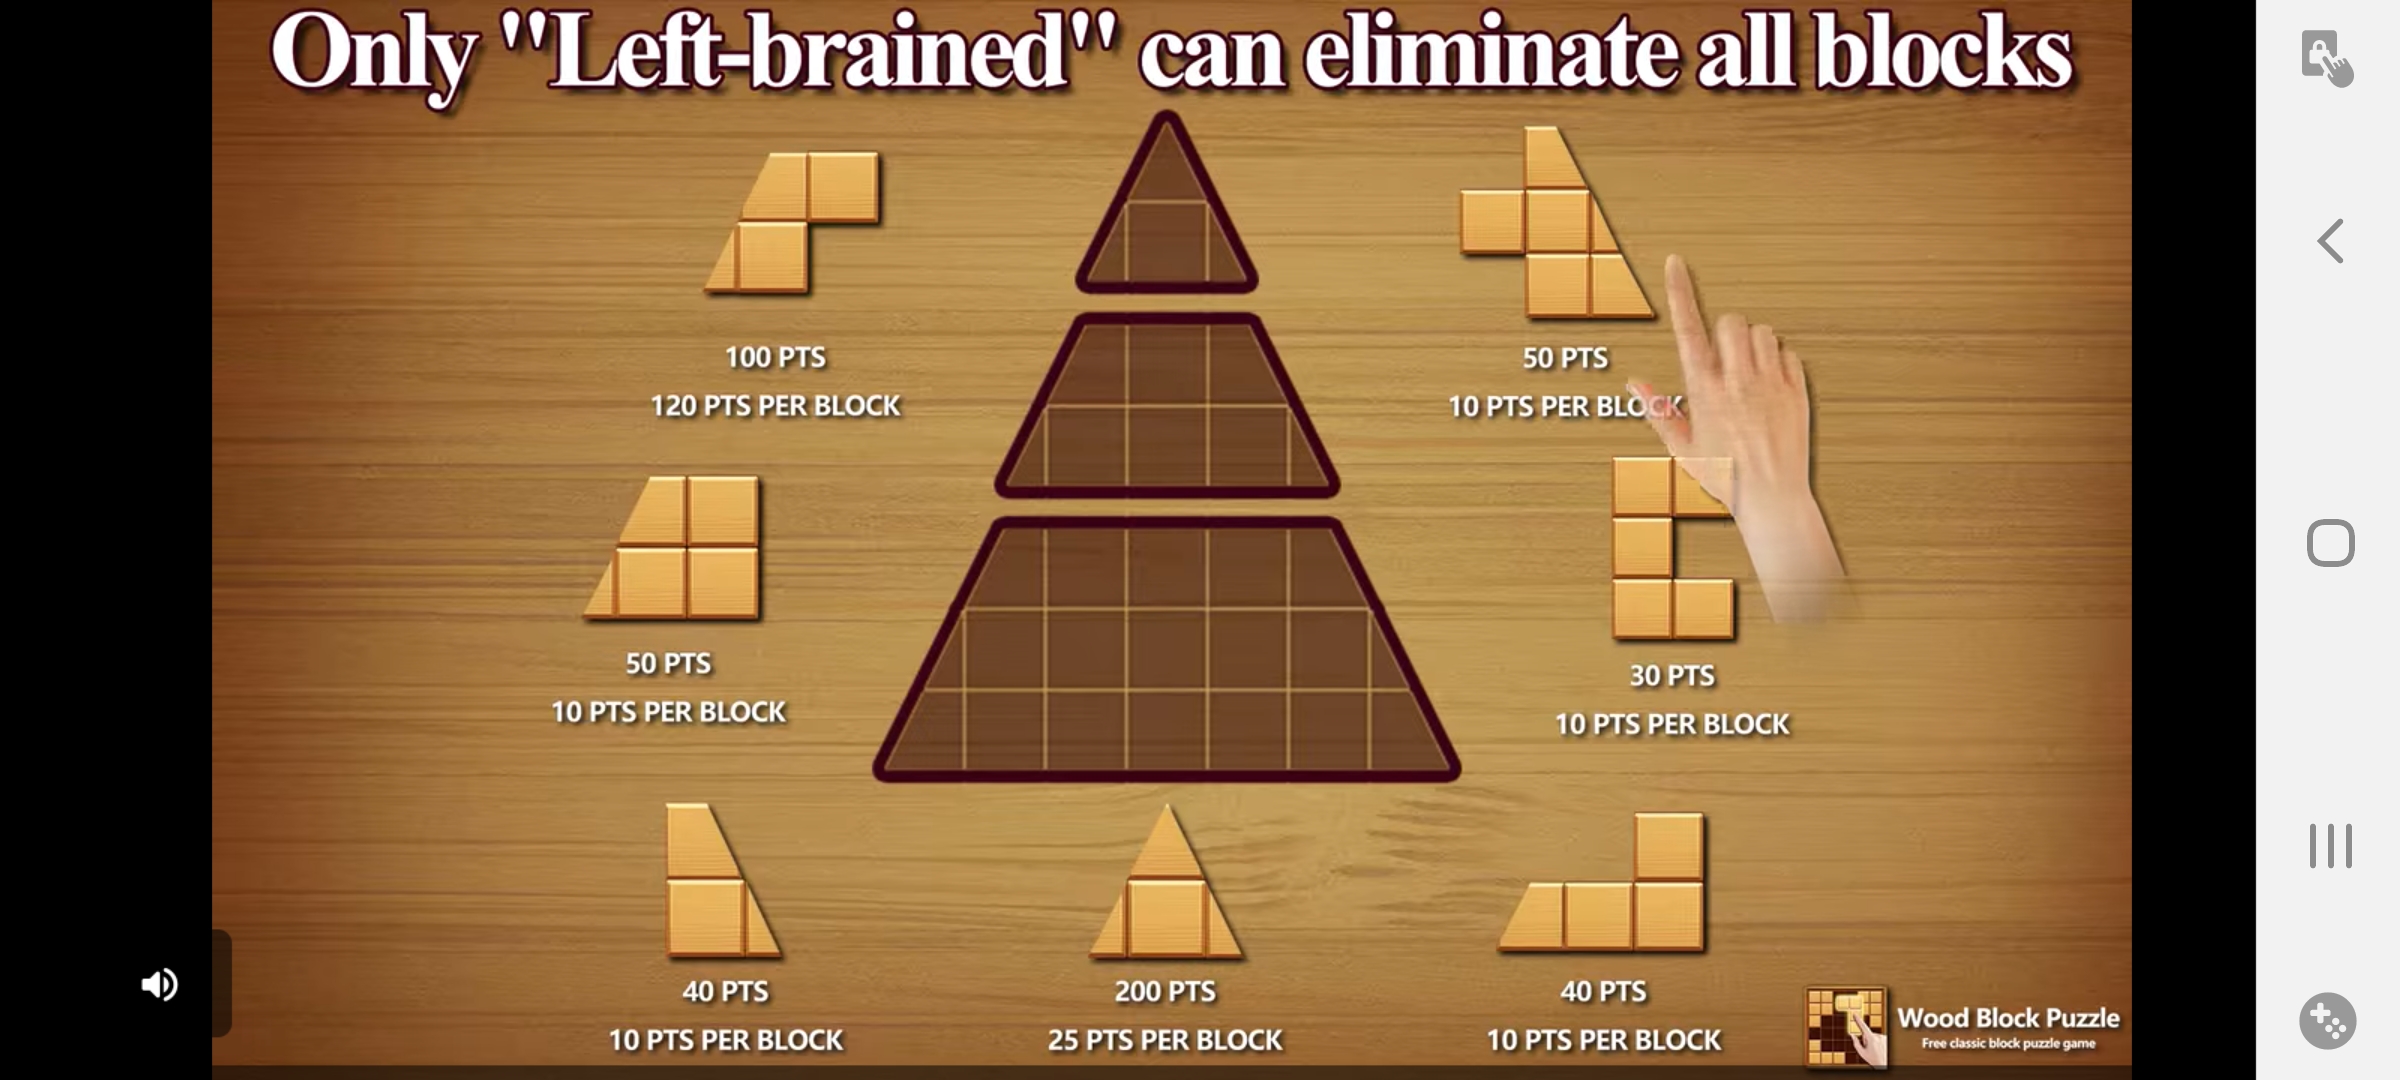 Only "Left-brained" can eliminate all blocks
100 PTS
120 PTS PER BLOCK
50 PTS
10 PTS PER BLOCK
50 PTS
10 PTS PER BLOCK
30 PTS
10 PTS PER BLOCK
40 PTS
10 PTS PER BLOCK
200 PTS
25 PTS PER BLOCK
40 PTS
10 PTS PER BLOCK
Wood Block Puzzle
Free classic block puzzle game